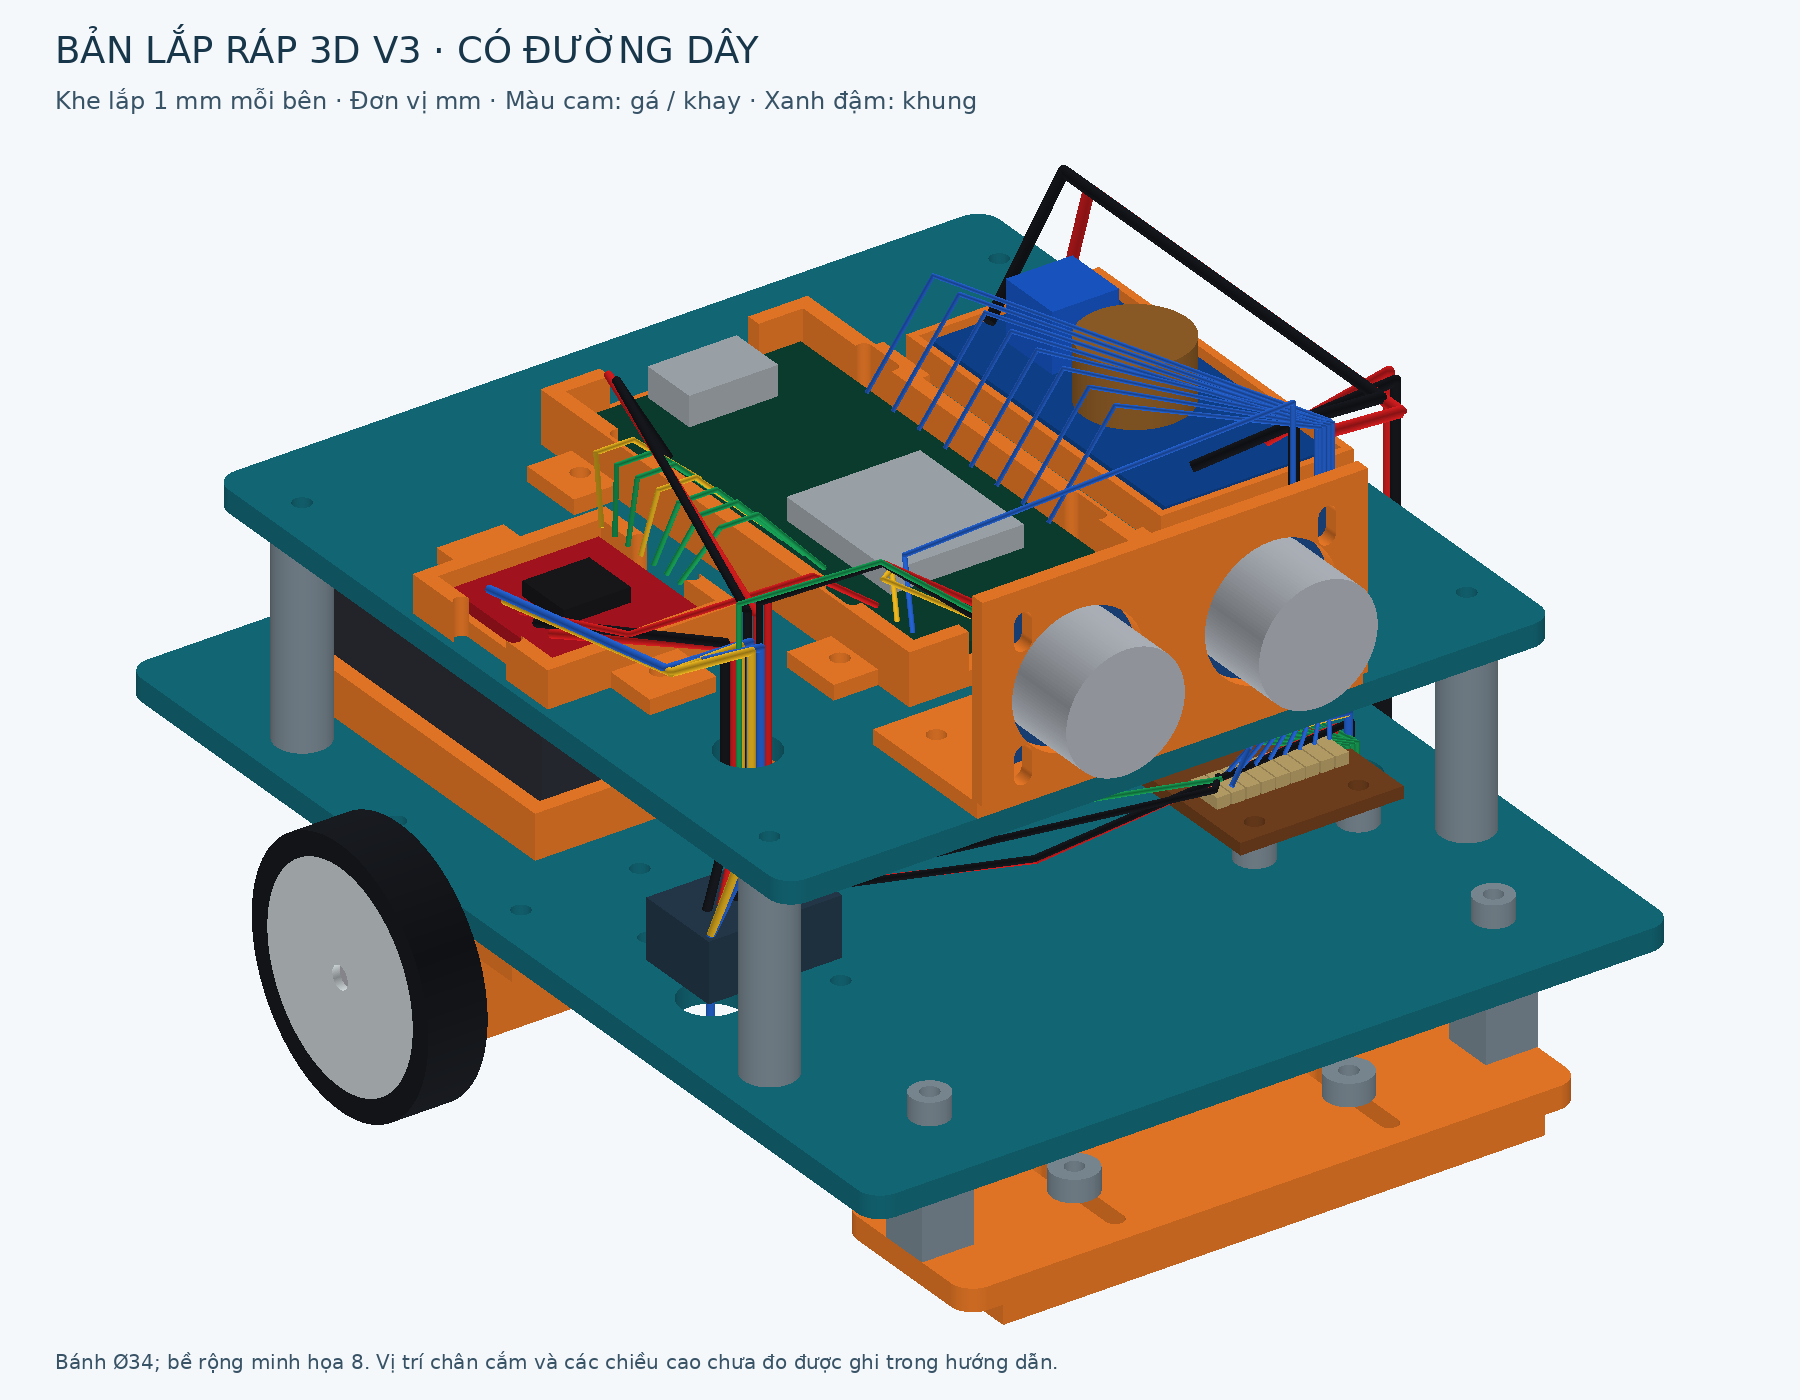 BẢN LẮP RÁP 3D V3 · CÓ ĐƯỜNG DÂY
Khe lắp 1 mm mỗi bên · Đơn vị mm · Màu cam: gá / khay · Xanh đậm: khung
Bánh Ø34; bề rộng minh họa 8. Vị trí chân cắm và các chiều cao chưa đo được ghi trong hướng dẫn.